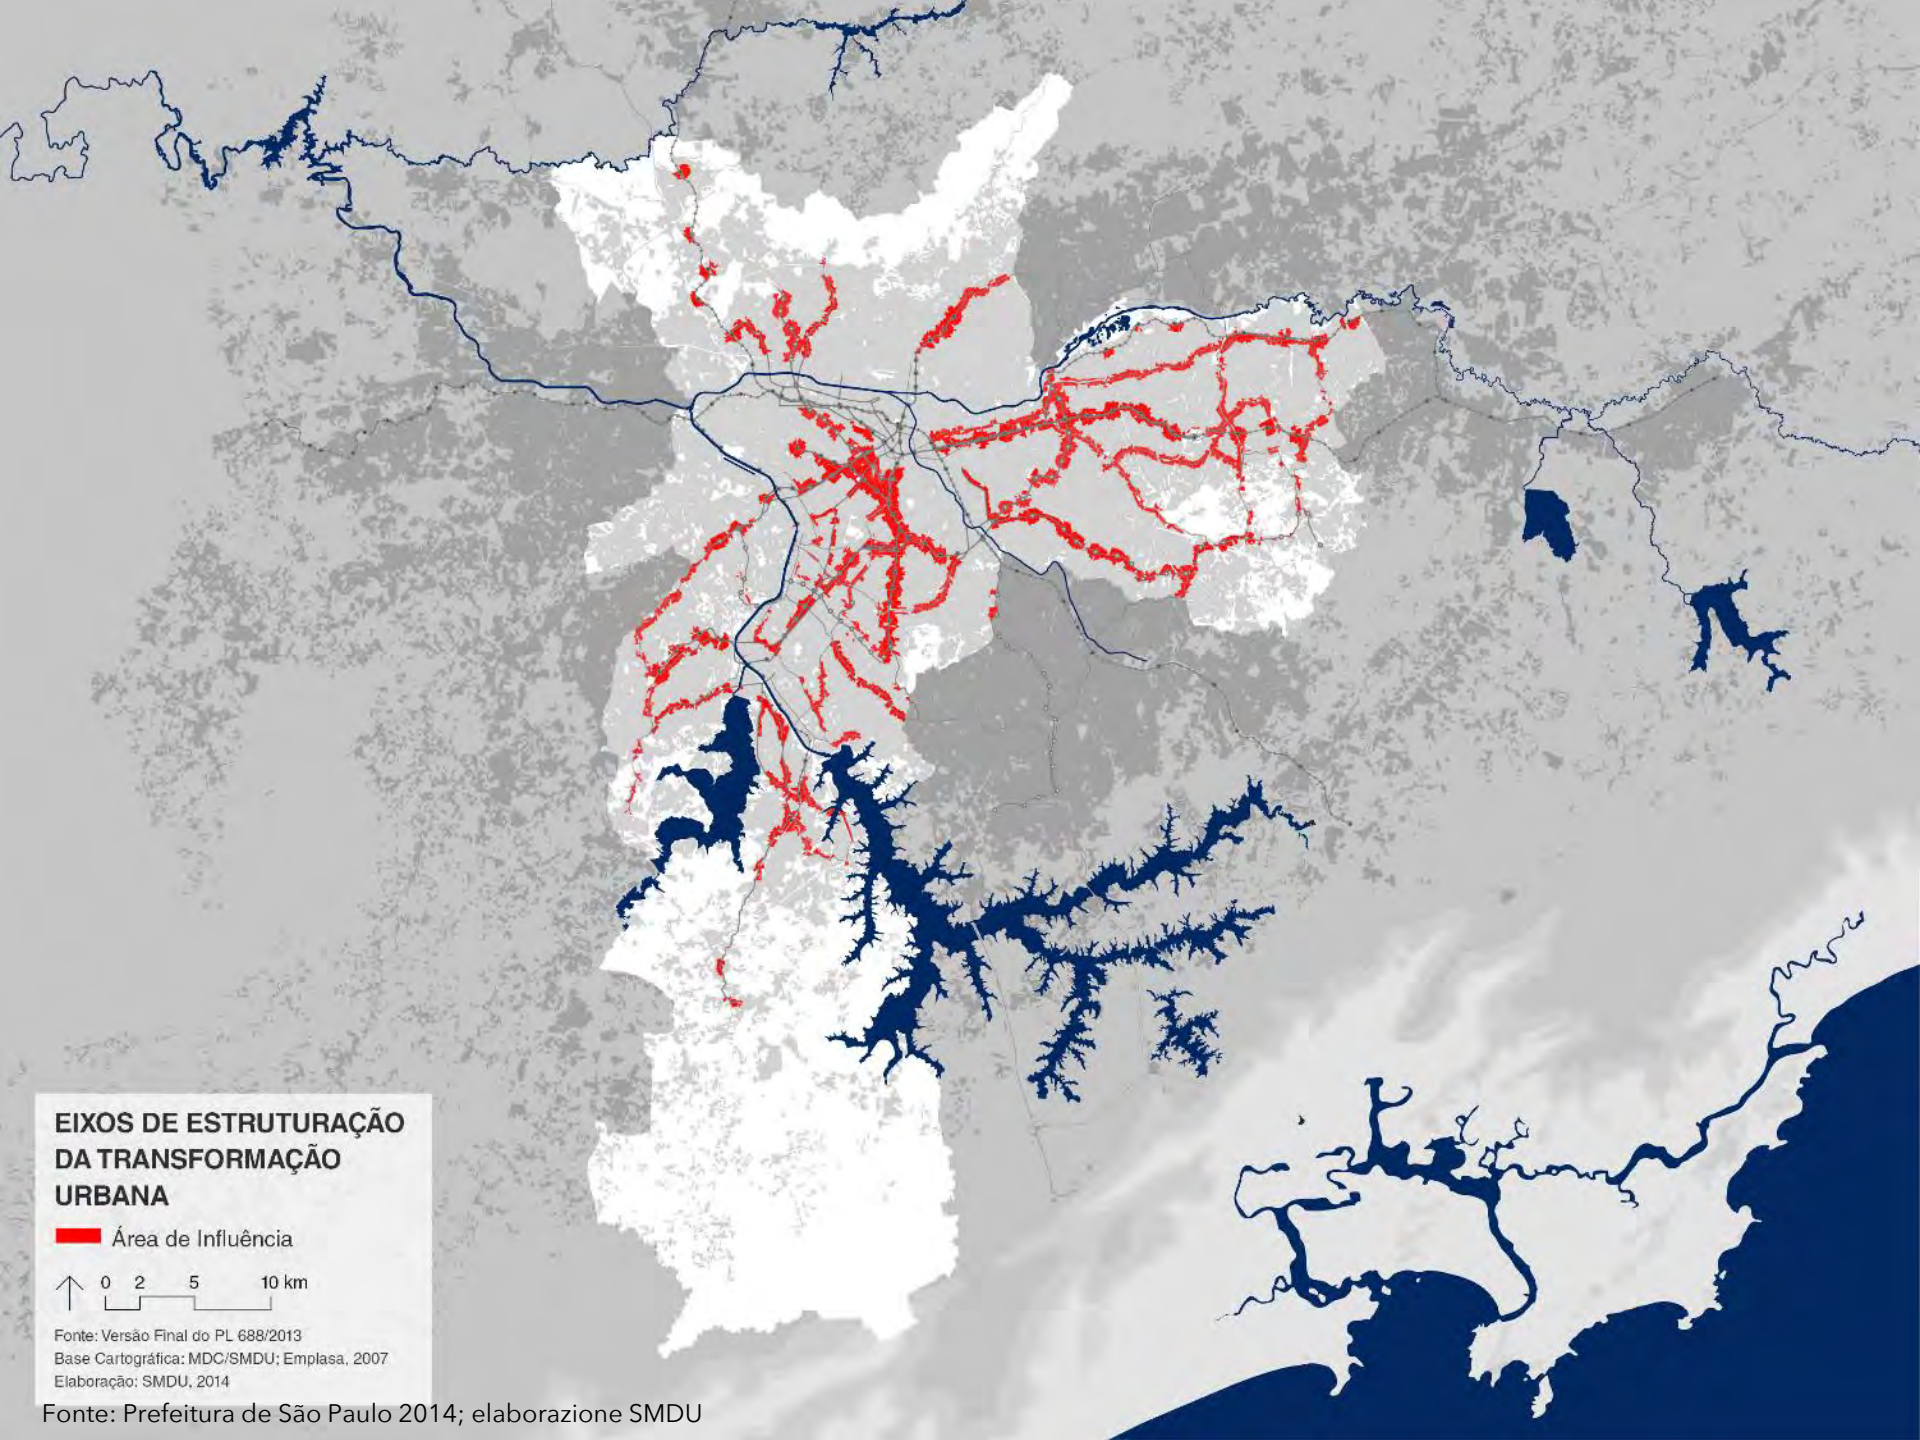 EIXOS DE ESTRUTURAÇÃO
DA TRANSFORMAÇÃO
URBANA
Área de Influência
0 2 5 10 km
Fonte: Versão Final do PL 688/2013
Base Cartográfica: MDC/SMDU; Emplasa, 2007
Elaboração: SMDU, 2014
Fonte: Prefeitura de São Paulo 2014; elaborazione SMDU